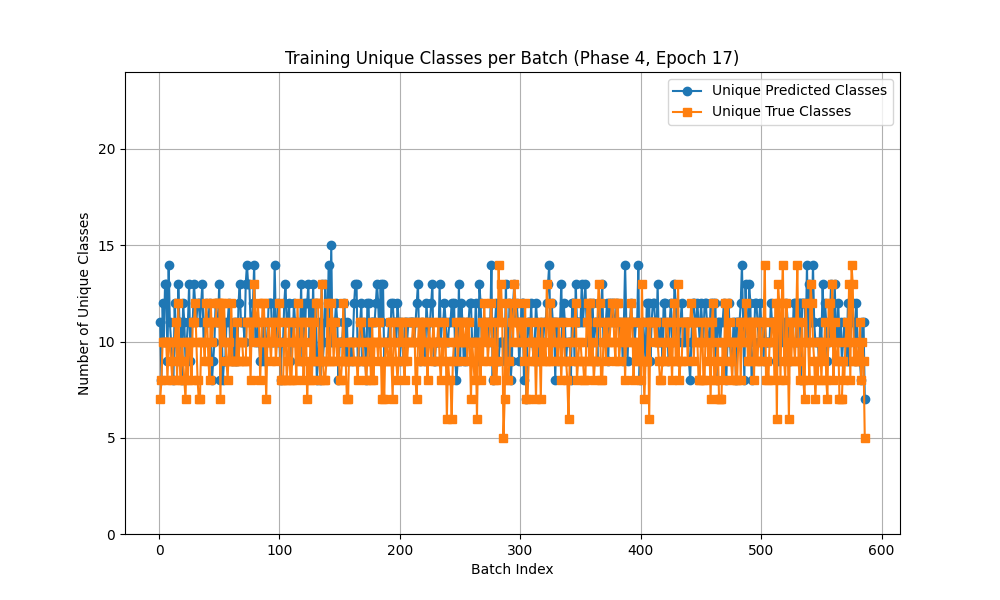 Training Unique Classes per Batch (Phase 4, Epoch 17)
Unique Predicted Classes
Unique True Classes
Number of Unique Classes
20
15
10
5
0
0 100 200 300 400 500 600
Batch Index